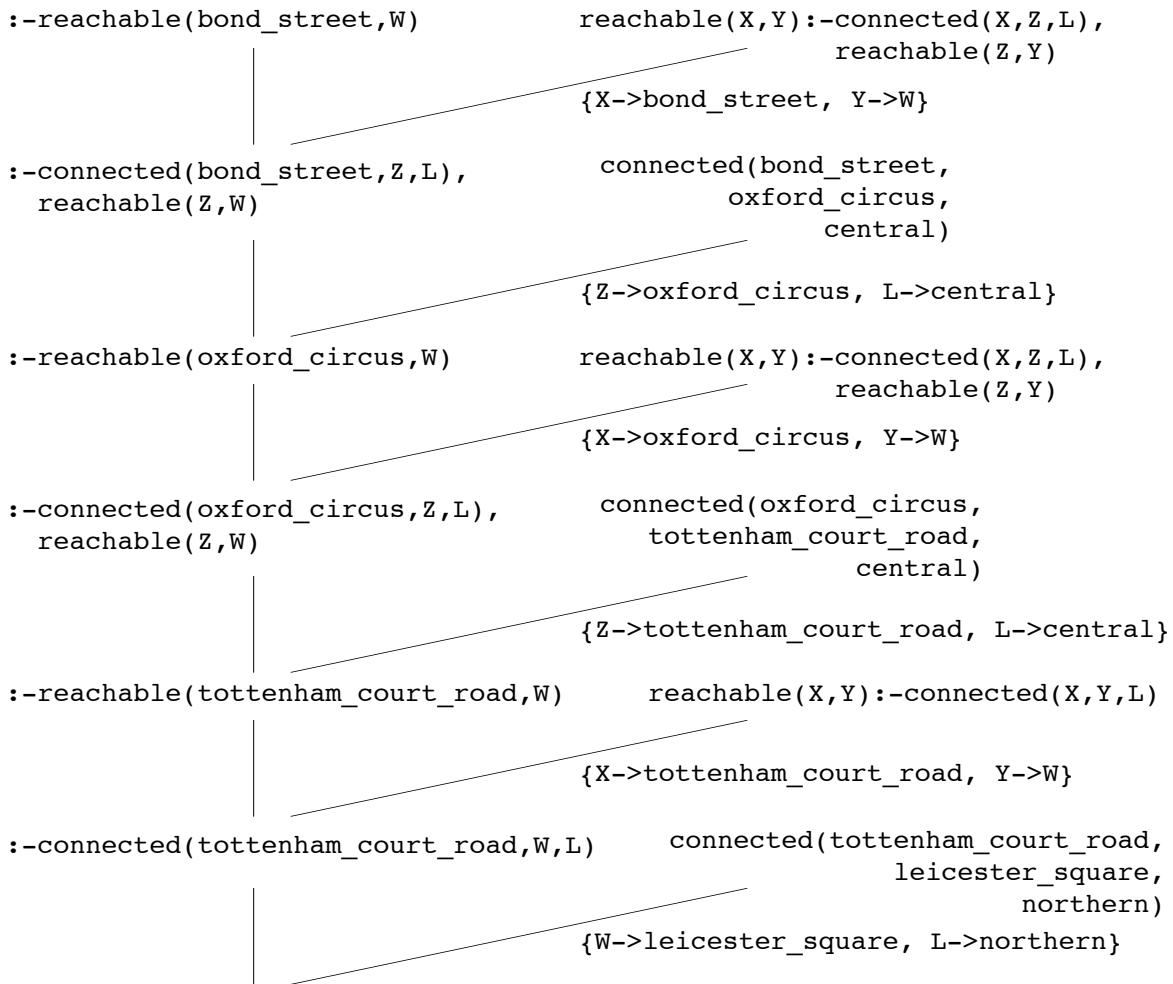 :-reachable(bond_street,W) reachable(X,Y):-connected(X,Z,L),
reachable(Z,Y)
{X->bond_street, Y->W}
:-connected(bond_street,Z,L),
reachable(Z,W)
connected(bond_street,
oxford_circus,
central)
{Z->oxford_circus, L->central}
:-reachable(oxford_circus,W) reachable(X,Y):-connected(X,Z,L),
reachable(Z,Y)
{X->oxford_circus, Y->W}
:-connected(oxford_circus,Z,L),
reachable(Z,W)
connected(oxford_circus,
tottenham_court_road,
central)
{Z->tottenham_court_road, L->central}
:-reachable(tottenham_court_road,W) reachable(X,Y):-connected(X,Y,L)
{X->tottenham_court_road, Y->W}
:-connected(tottenham_court_road,W,L)
connected(tottenham_court_road,
leicester_square,
northern)
{W->leicester_square, L->northern}